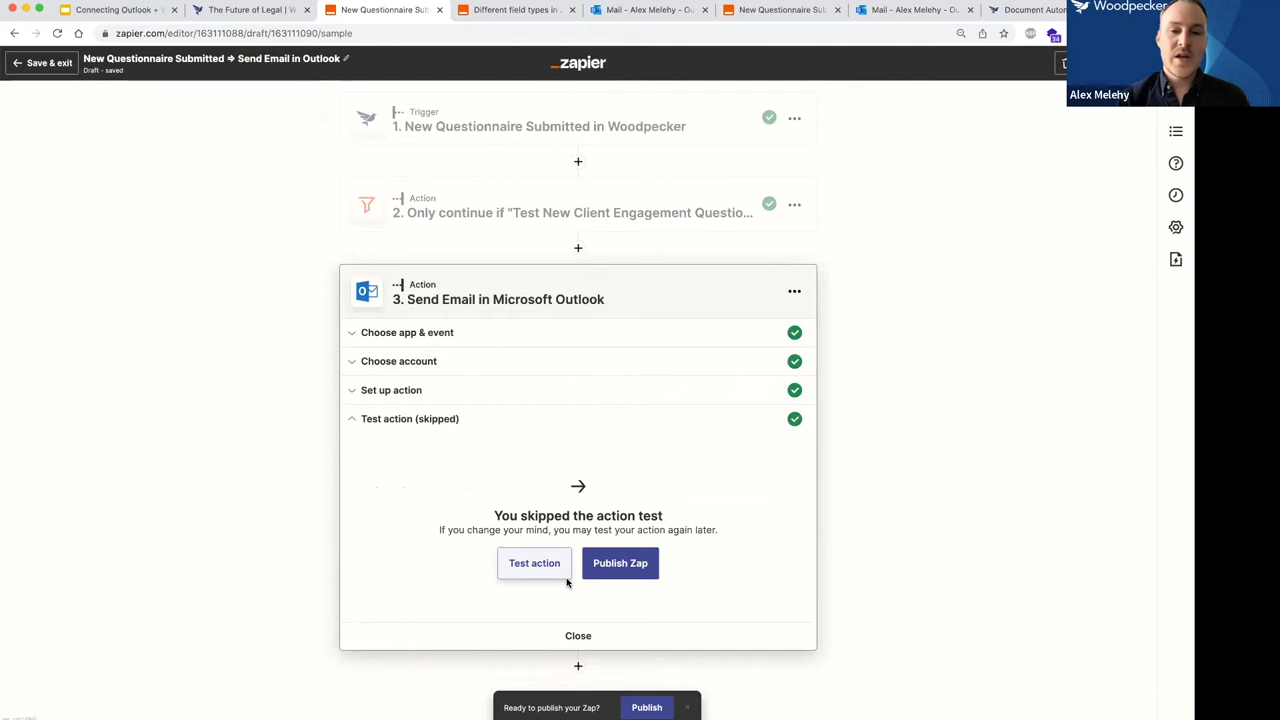 Connecting Outlook +
The Future of Legal | W
New Questionnaire Sub
Different field types in
Mail - Alex Melehy - Ou
New Questionnaire Sub
Mail - Alex Melehy - Ou
Document Auto
Woodpecker
zapier.com/editor/163111088/draft/163111090/sample
34
Save & exit
New Questionnaire Submitted => Send Email in Outlook
Draft - saved
zapier
Alex Melehy
Trigger
1. New Questionnaire Submitted in Woodpecker
Action
2. Only continue if "Test New Client Engagement Questio...
Action
3. Send Email in Microsoft Outlook
Choose app & event
Choose account
Set up action
Test action (skipped)
You skipped the action test
If you change your mind, you may test your action again later.
Test action
Publish Zap
Close
Ready to publish your Zap?
Publish